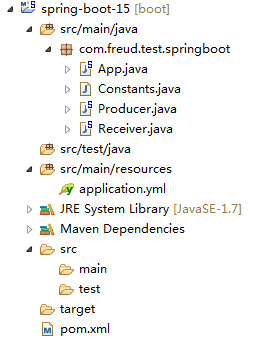 spring-boot-15 [boot]
src/main/java
com.freud.test.springboot
App.java
Constants.java
Producer.java
Receiver.java
src/test/java
src/main/resources
application.yml
JRE System Library [JavaSE-1.7]
Maven Dependencies
src
main
test
target
pom.xml